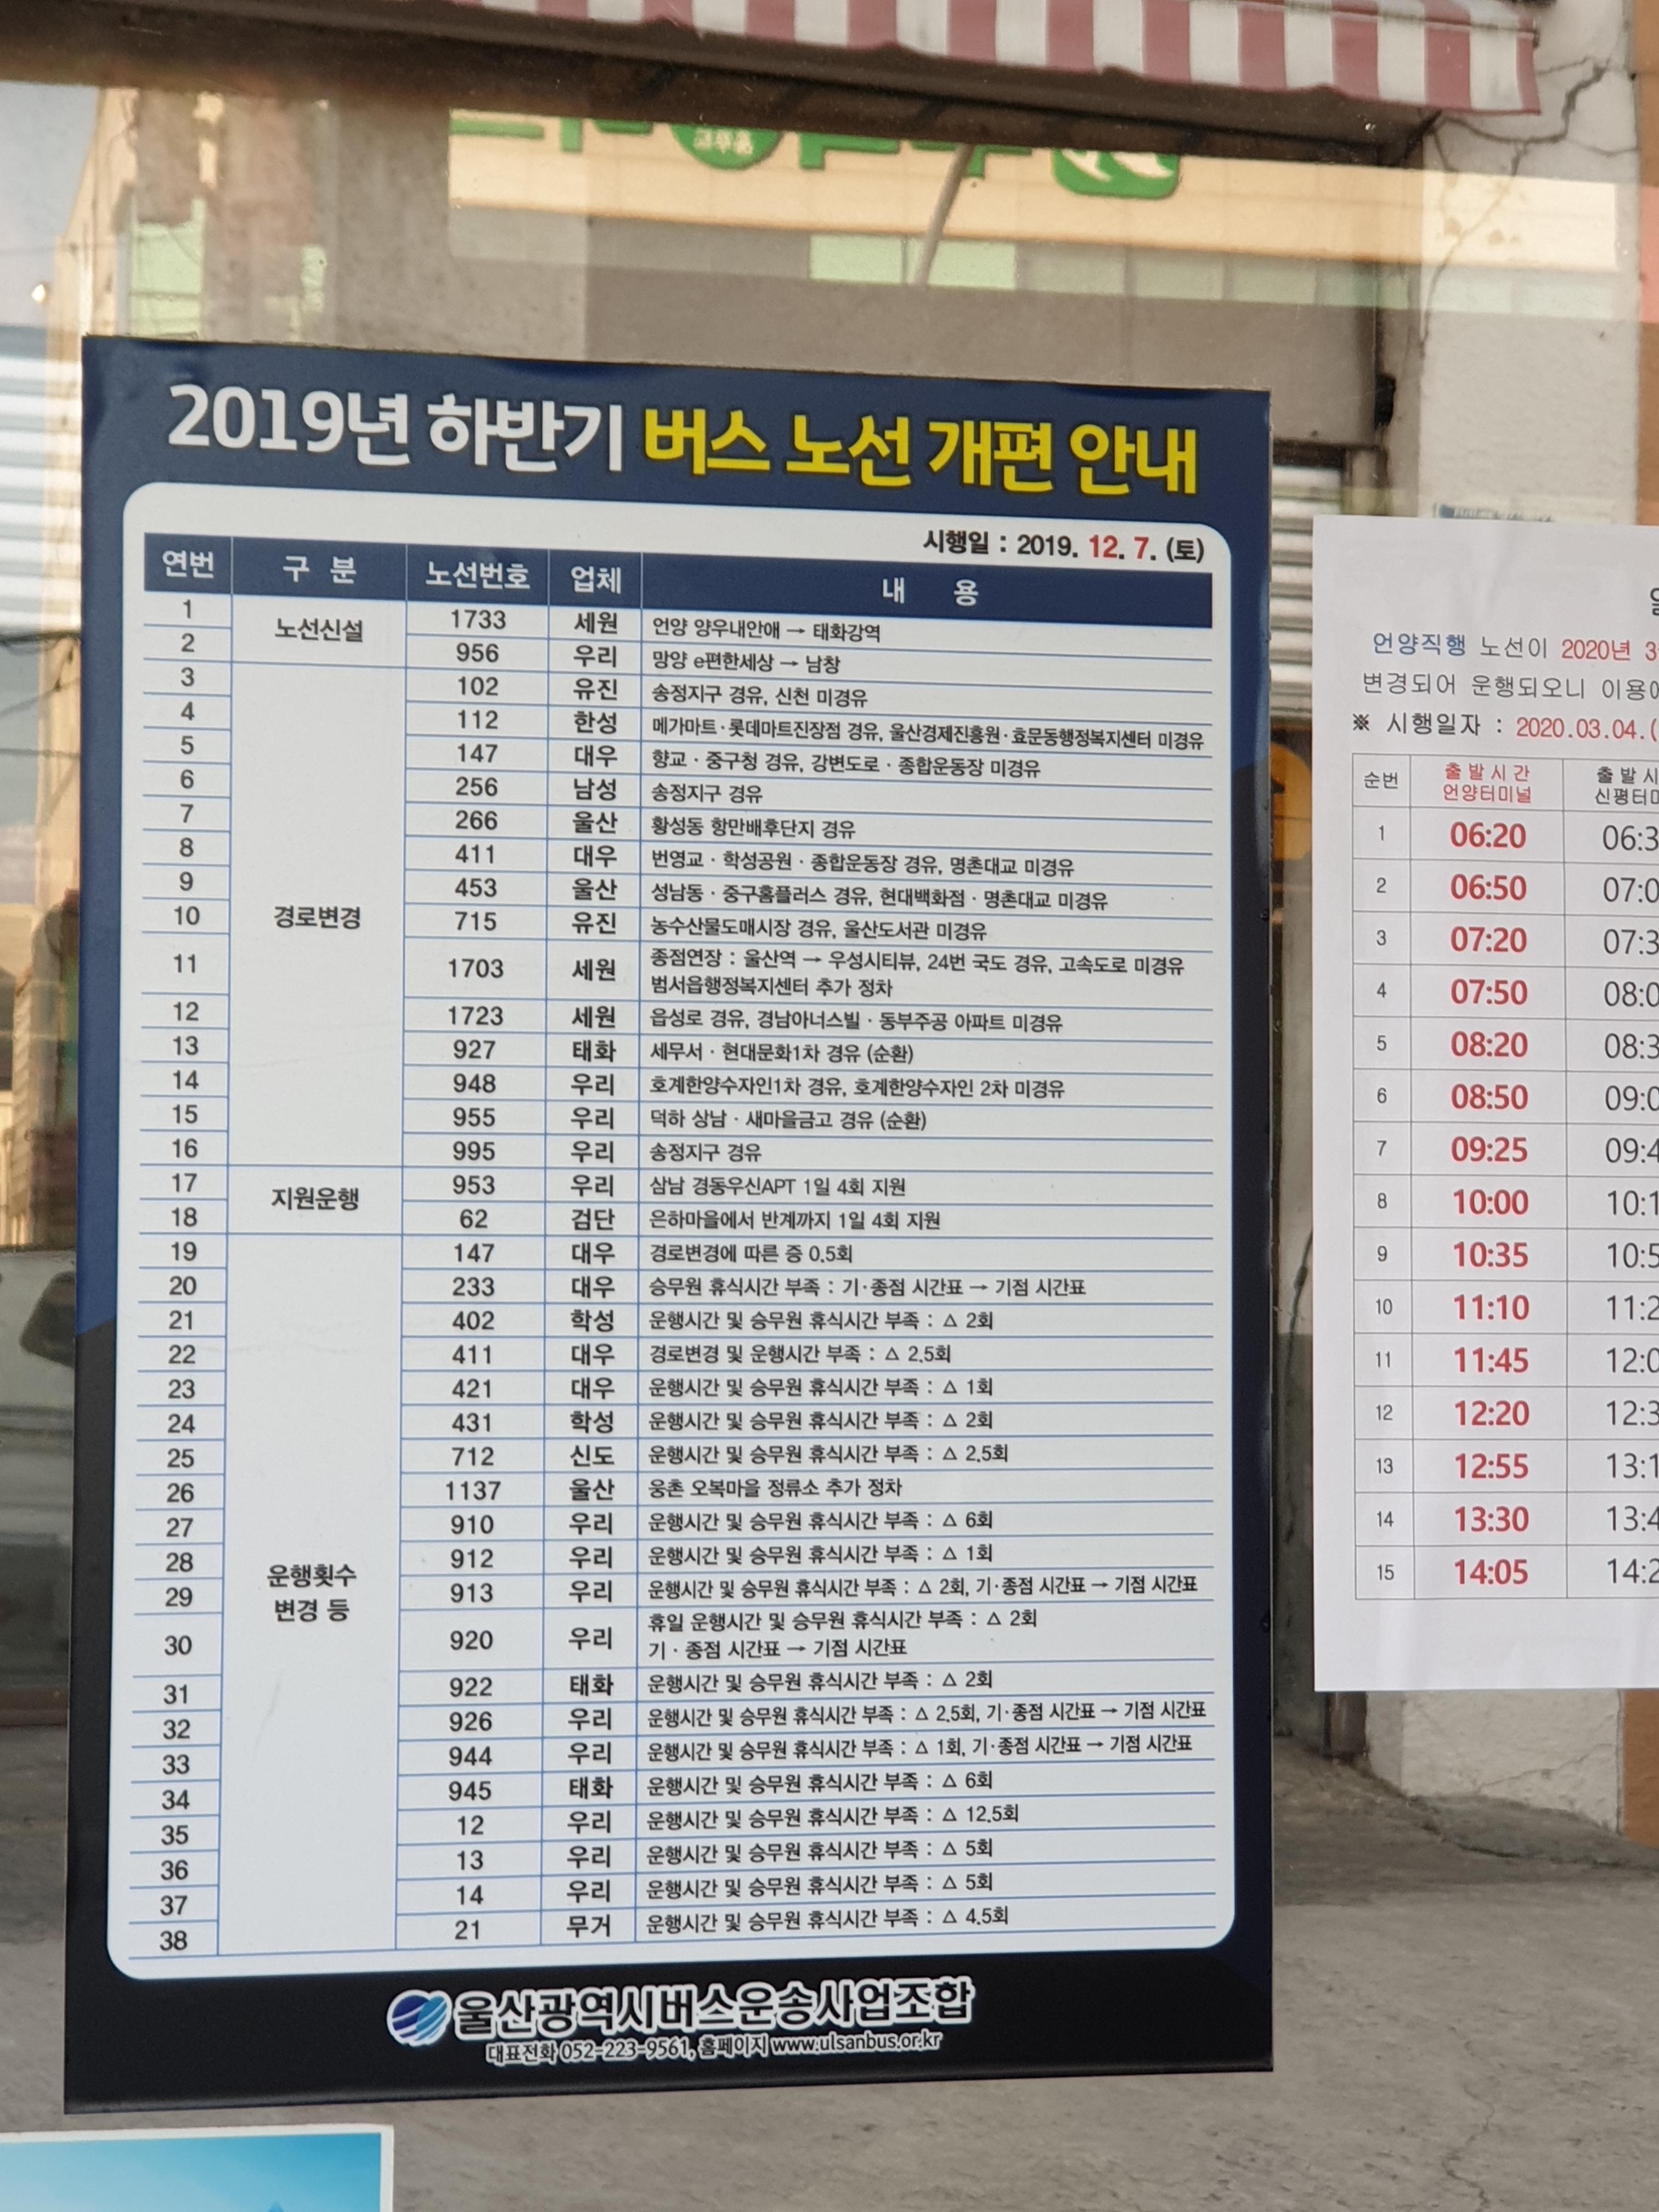 2019년 하반기 버스 노선 개편 안내
시행일 : 2019. 12. 7. (토)
연번 구 분 노선번호 업체 내 용
1 노선신설 1733 세원 언양 양우내안애 → 태화강역
2 956 우리 망양 e편한세상 → 남창
3 경로변경 102 유진 송정지구 경유, 신천 미경유
4 112 한성 메가마트·롯데마트진장점 경유, 울산경제진흥원·효문동행정복지센터 미경유
5 147 대우 향교·중구청 경유, 강변도로·종합운동장 미경유
6 256 남성 송정지구 경유
7 266 울산 황성동 항만배후단지 경유
8 411 대우 번영교·학성공원·종합운동장 경유, 명촌대교 미경유
9 453 울산 성남동·중구홈플러스 경유, 현대백화점·명촌대교 미경유
10 715 유진 농수산물도매시장 경유, 울산도서관 미경유
11 1703 세원 종점연장 : 울산역 → 우성시티뷰, 24번 국도 경유, 고속도로 미경유
범서읍행정복지센터 추가 정차
12 1723 세원 읍성로 경유, 경남아너스빌·동부주공 아파트 미경유
13 927 태화 세무서·현대문화1차 경유 (순환)
14 948 우리 호계한양수자인1차 경유, 호계한양수자인 2차 미경유
15 955 우리 덕하 상남·새마을금고 경유 (순환)
16 995 우리 송정지구 경유
17 지원운행 953 우리 삼남 경동우신APT 1일 4회 지원
18 62 검단 은하마을에서 반계까지 1일 4회 지원
19 운행횟수 변경 등 147 대우 경로변경에 따른 증 0.5회
20 233 대우 승무원 휴식시간 부족 : 기·종점 시간표 → 기점 시간표
21 402 학성 운행시간 및 승무원 휴식시간 부족 : △ 2회
22 411 대우 경로변경 및 운행시간 부족 : △ 2.5회
23 421 대우 운행시간 및 승무원 휴식시간 부족 : △ 1회
24 431 학성 운행시간 및 승무원 휴식시간 부족 : △ 2회
25 712 신도 운행시간 및 승무원 휴식시간 부족 : △ 2.5회
26 1137 울산 웅촌 오복마을 정류소 추가 정차
27 910 우리 운행시간 및 승무원 휴식시간 부족 : △ 6회
28 912 우리 운행시간 및 승무원 휴식시간 부족 : △ 1회
29 913 우리 운행시간 및 승무원 휴식시간 부족 : △ 2회, 기·종점 시간표 → 기점 시간표
30 920 우리 휴일 운행시간 및 승무원 휴식시간 부족 : △ 2회
기·종점 시간표 → 기점 시간표
31 922 태화 운행시간 및 승무원 휴식시간 부족 : △ 2회
32 926 우리 운행시간 및 승무원 휴식시간 부족 : △ 2.5회, 기·종점 시간표 → 기점 시간표
33 944 우리 운행시간 및 승무원 휴식시간 부족 : △ 1회, 기·종점 시간표 → 기점 시간표
34 945 태화 운행시간 및 승무원 휴식시간 부족 : △ 6회
35 12 우리 운행시간 및 승무원 휴식시간 부족 : △ 12.5회
36 13 우리 운행시간 및 승무원 휴식시간 부족 : △ 5회
37 14 우리 운행시간 및 승무원 휴식시간 부족 : △ 5회
38 21 무거 운행시간 및 승무원 휴식시간 부족 : △ 4.5회
울산광역시버스운송사업조합
대표전화 052-223-9561, 홈페이지 www.ulsanbus.or.kr
언양직행 노선이 2020년 3
변경되어 운행되오니 이용에
※ 시행일자 : 2020.03.04.(
순번 출발시간 언양터미널 출발시 신평터미
1 06:20 06:3
2 06:50 07:0
3 07:20 07:3
4 07:50 08:0
5 08:20 08:3
6 08:50 09:0
7 09:25 09:4
8 10:00 10:1
9 10:35 10:5
10 11:10 11:2
11 11:45 12:0
12 12:20 12:3
13 12:55 13:1
14 13:30 13:4
15 14:05 14:2